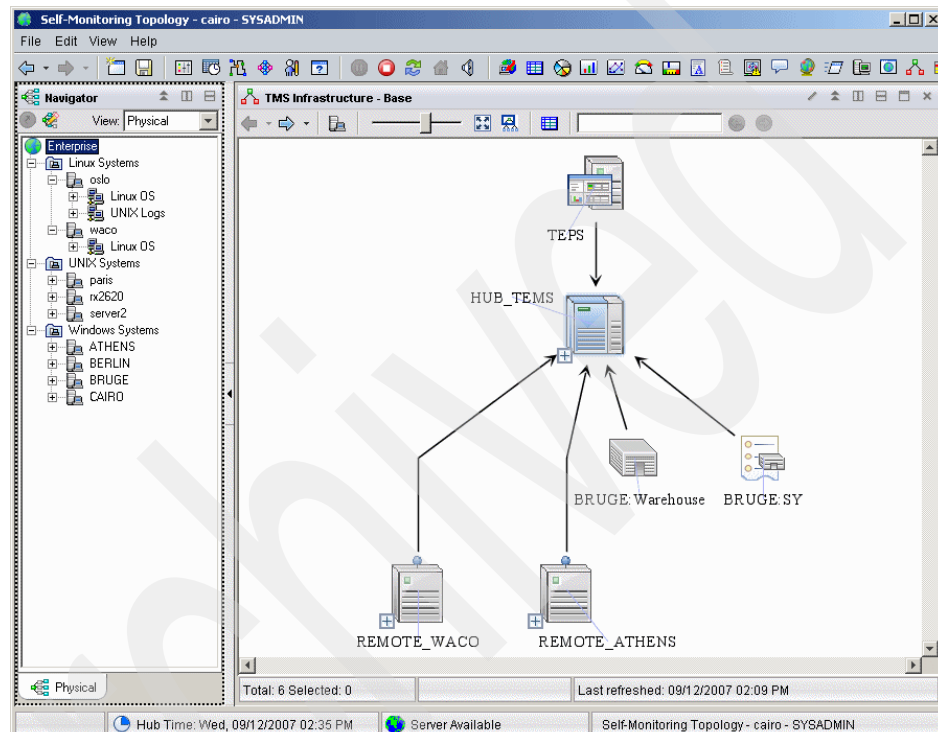 Self-Monitoring Topology - cairo - SYSADMIN
File Edit View Help
Navigator
View: Physical
Enterprise
Linux Systems
oslo
Linux OS
UNIX Logs
waco
Linux OS
UNIX Systems
paris
rx2620
server2
Windows Systems
ATHENS
BERLIN
BRUGE
CAIRO
Physical
TMS Infrastructure - Base
TEPS
HUB_TEMS
BRUGE:Warehouse
BRUGE:SY
REMOTE_WACO
REMOTE_ATHENS
Total: 6 Selected: 0
Last refreshed: 09/12/2007 02:09 PM
Hub Time: Wed, 09/12/2007 02:35 PM
Server Available
Self-Monitoring Topology - cairo - SYSADMIN